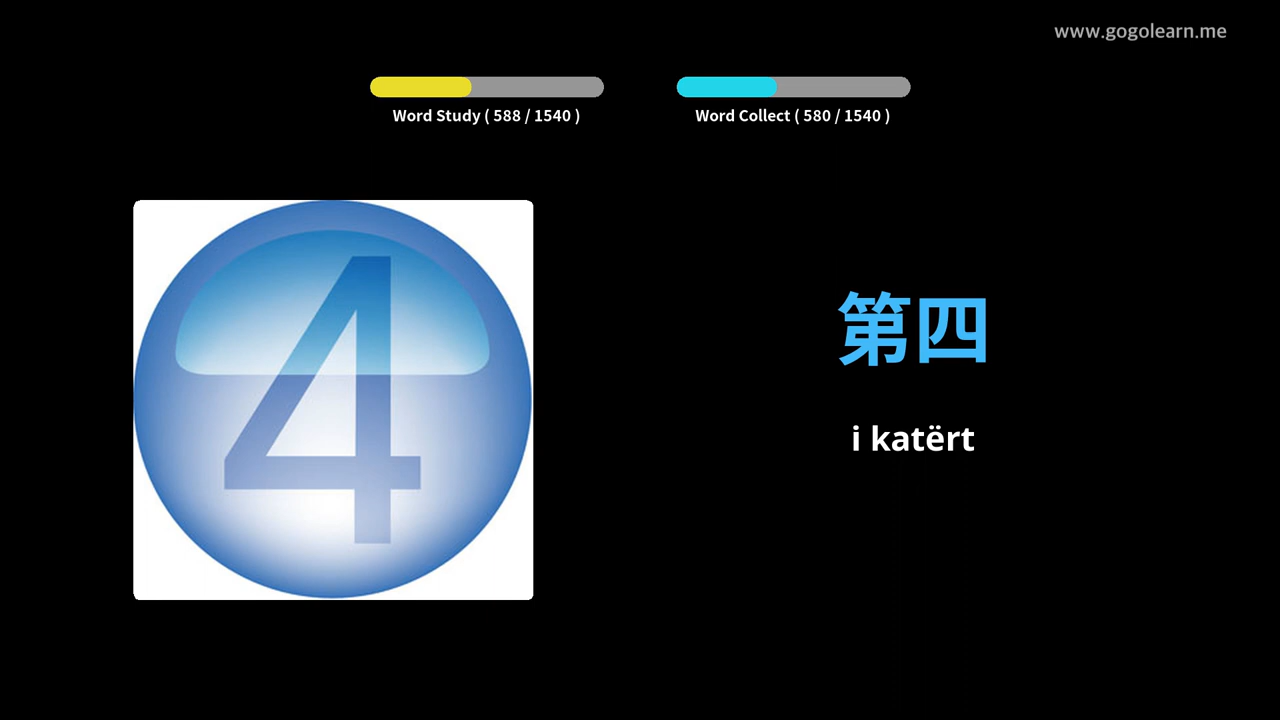 www.gogolearn.me
Word Study ( 588 / 1540 )
Word Collect ( 580 / 1540 )
4
第四
i katërt